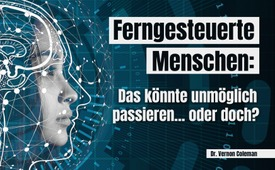 Ferngesteuerte
Menschen:
Das könnte unmöglich
passieren... oder doch?
Dr. Vernon Coleman